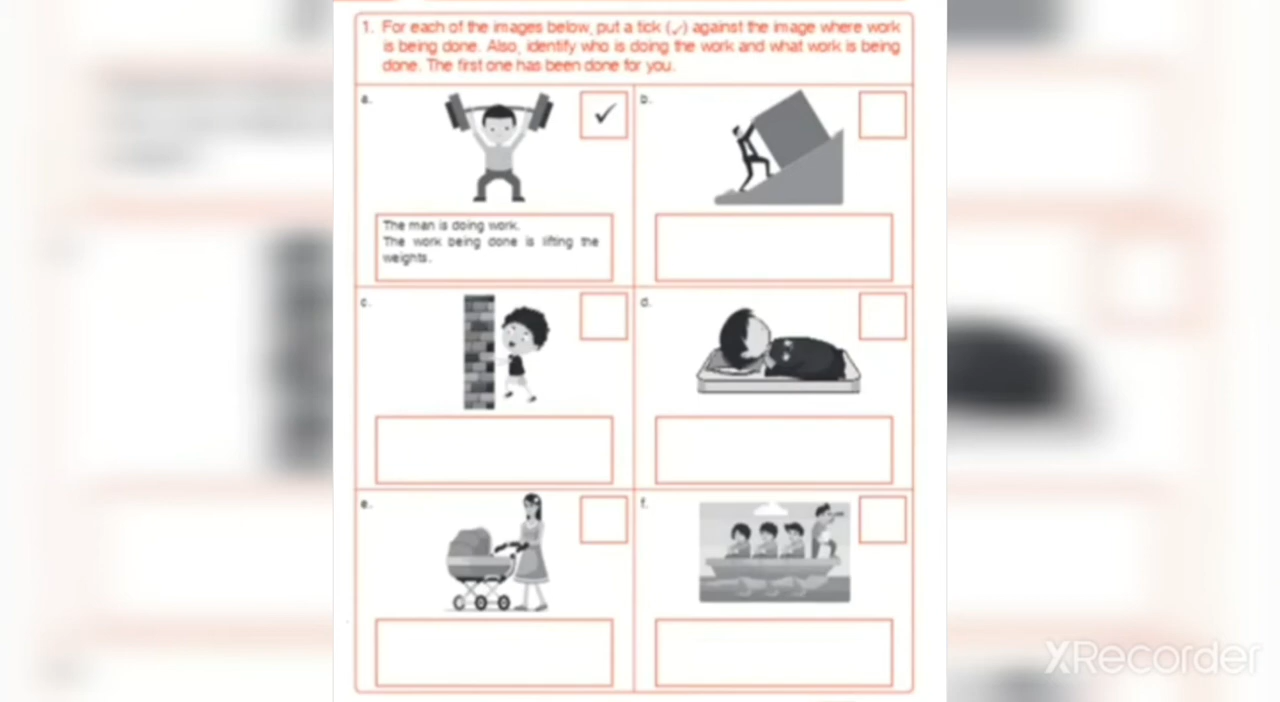 1. For each of the images below, put a tick (✓) against the image where work
is being done. Also, identify who is doing the work and what work is being
done. The first one has been done for you.
a.
✓
b.
The man is doing work.
The work being done is lifting the
weights.
c.
d.
e.
f.
XRecorder